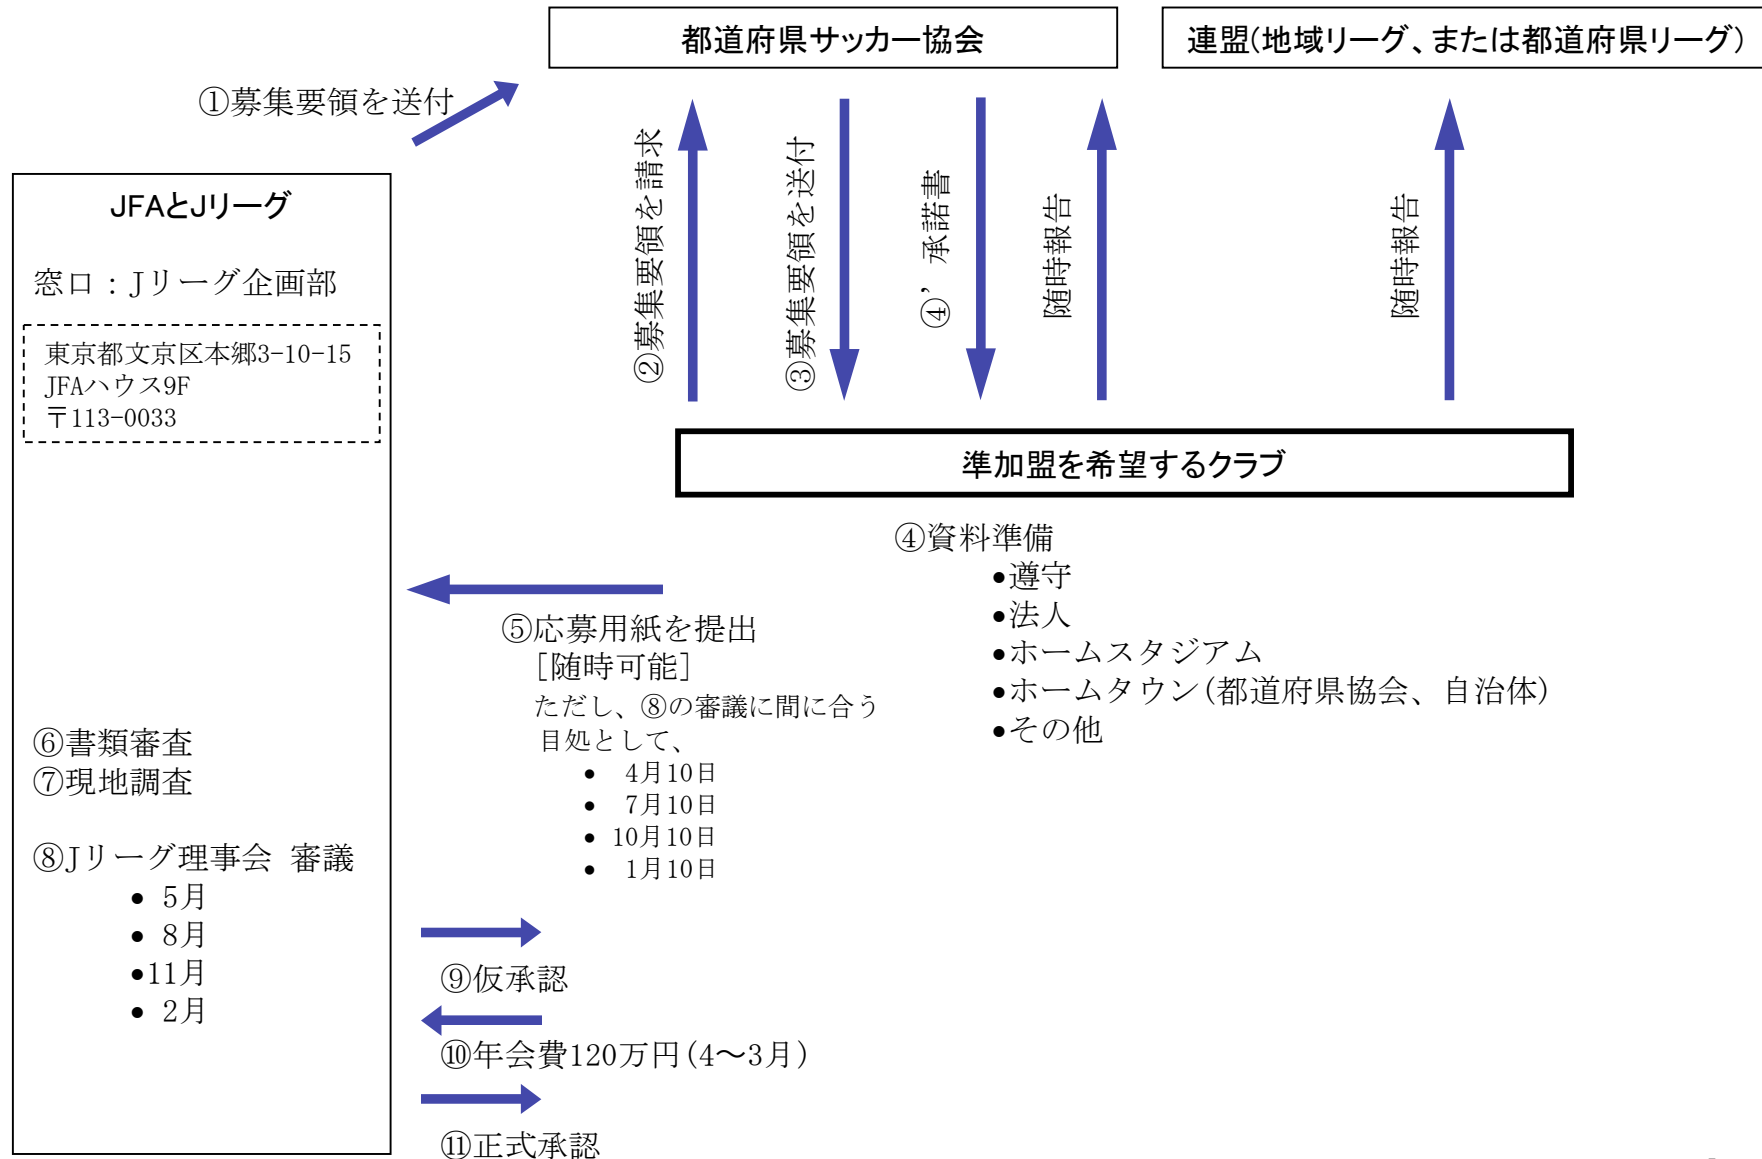 都道府県サッカー協会
連盟(地域リーグ、または都道府県リーグ)
①募集要領を送付
②募集要領を請求
③募集要領を送付
④’承諾書
随時報告
随時報告
JFAとJリーグ
窓口：Jリーグ企画部
東京都文京区本郷3-10-15
JFAハウス9F
〒113-0033
準加盟を希望するクラブ
④資料準備
●遵守
●法人
●ホームスタジアム
●ホームタウン(都道府県協会、自治体)
●その他
⑤応募用紙を提出
[随時可能]
ただし、⑧の審議に間に合う
目処として、
● 4月10日
● 7月10日
● 10月10日
● 1月10日
⑥書類審査
⑦現地調査
⑧Jリーグ理事会 審議
● 5月
● 8月
●11月
● 2月
⑨仮承認
⑩年会費120万円(4〜3月)
⑪正式承認